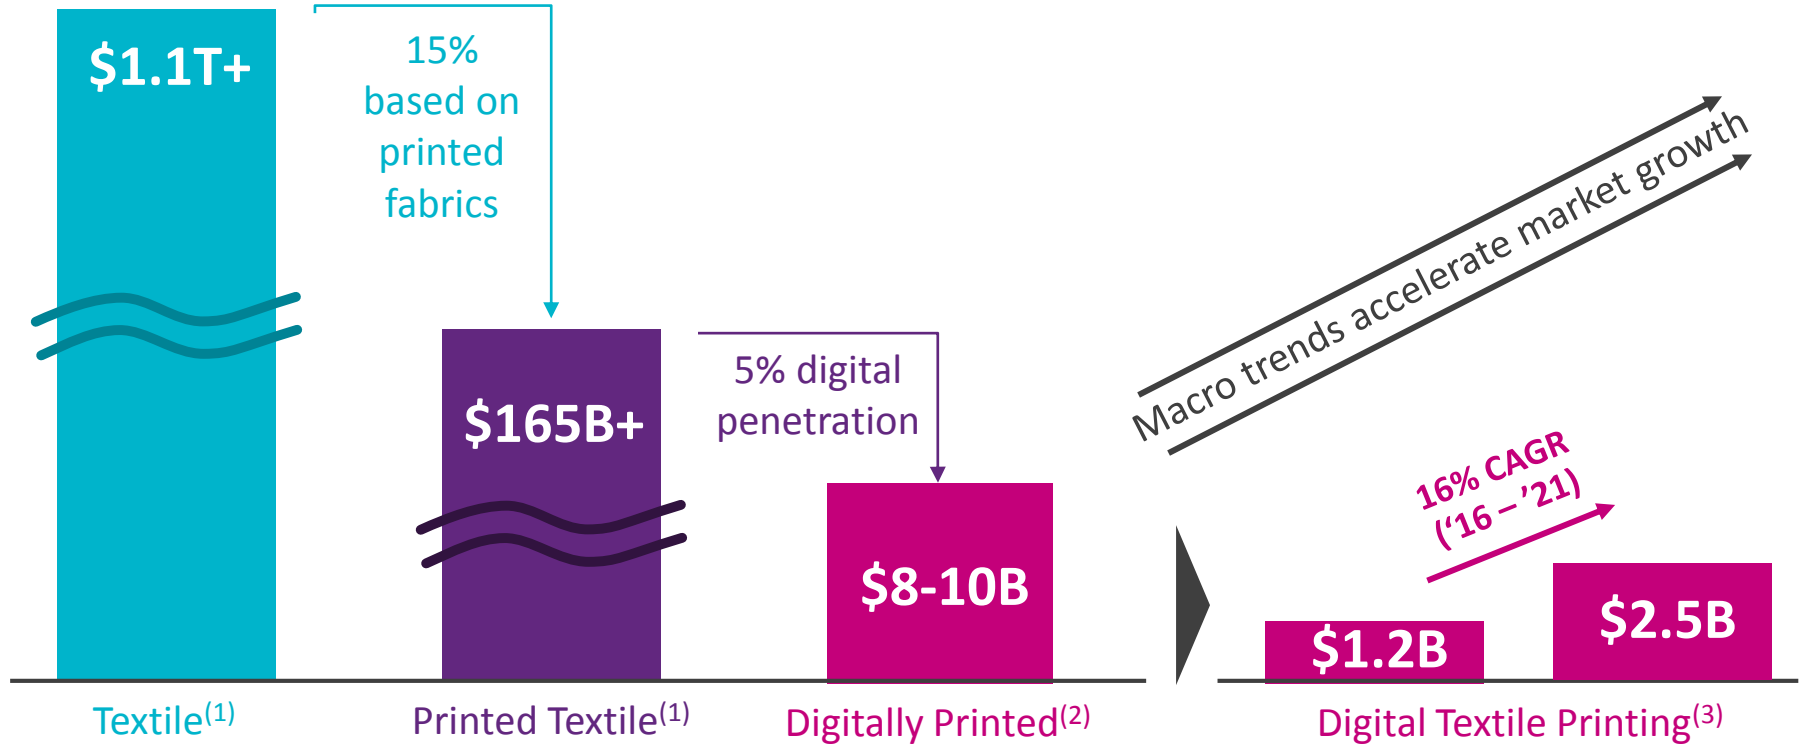 $1.1T+
15%
based on
printed
fabrics
$165B+
5% digital
penetration
$8-10B
Macro trends accelerate market growth
16% CAGR
(‘16 – ’21)
$1.2B
$2.5B
Textile(1)
Printed Textile(1)
Digitally Printed(2)
Digital Textile Printing(3)